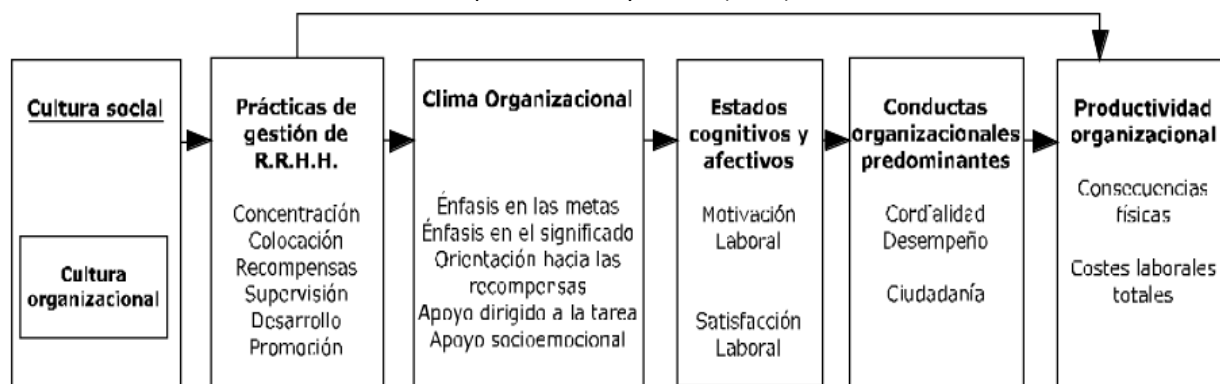 Cultura social
Cultura
organizacional
Prácticas de
gestión de
R.R.H.H.
Concentración
Colocación
Recompensas
Supervisión
Desarrollo
Promoción
Clima Organizacional
Énfasis en las metas
Énfasis en el significado
Orientación hacia las
recompensas
Apoyo dirigido a la tarea
Apoyo socioemocional
Estados
cognitivos y
afectivos
Motivación
Laboral
Satisfacción
Laboral
Conductas
organizacionales
predominantes
Cordialidad
Desempeño
Ciudadanía
Productividad
organizacional
Consecuencias
físicas
Costes laborales
totales